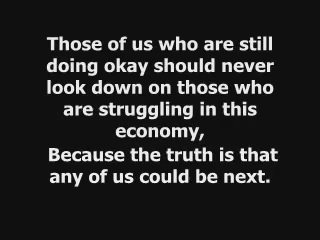 Those of us who are still
doing okay should never
look down on those who
are struggling in this
economy,
Because the truth is that
any of us could be next.